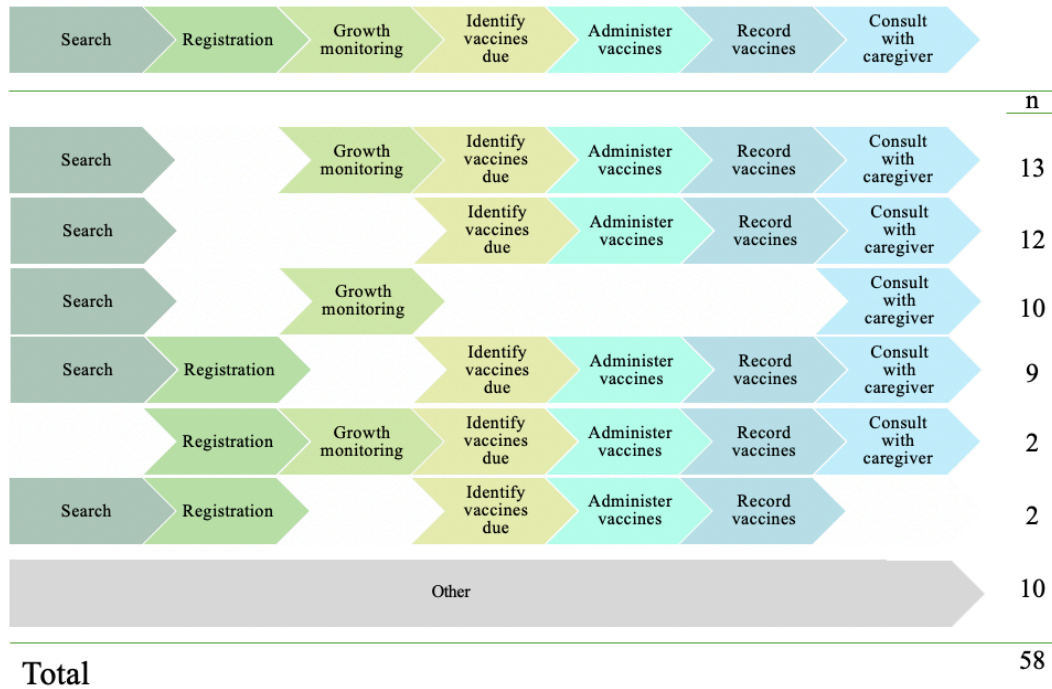 Search
Registration
Growth
monitoring
Identify
vaccines
due
Administer
vaccines
Record
vaccines
Consult
with
caregiver
n
Search
Growth
monitoring
Identify
vaccines
due
Administer
vaccines
Record
vaccines
Consult
with
caregiver
13
Search
Identify
vaccines
due
Administer
vaccines
Record
vaccines
Consult
with
caregiver
12
Search
Growth
monitoring
Consult
with
caregiver
10
Search
Registration
Identify
vaccines
due
Administer
vaccines
Record
vaccines
Consult
with
caregiver
9
Registration
Growth
monitoring
Identify
vaccines
due
Administer
vaccines
Record
vaccines
Consult
with
caregiver
2
Search
Registration
Identify
vaccines
due
Administer
vaccines
Record
vaccines
2
Other
10
Total
58